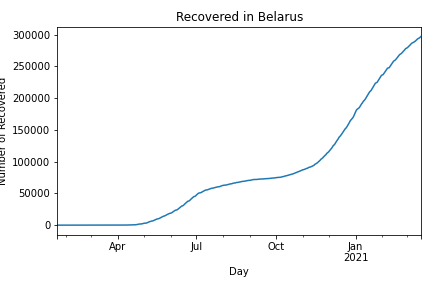 Recovered in Belarus
Number of Recovered
300000
250000
200000
150000
100000
50000
0
Apr
Jul
Oct
Jan
2021
Day